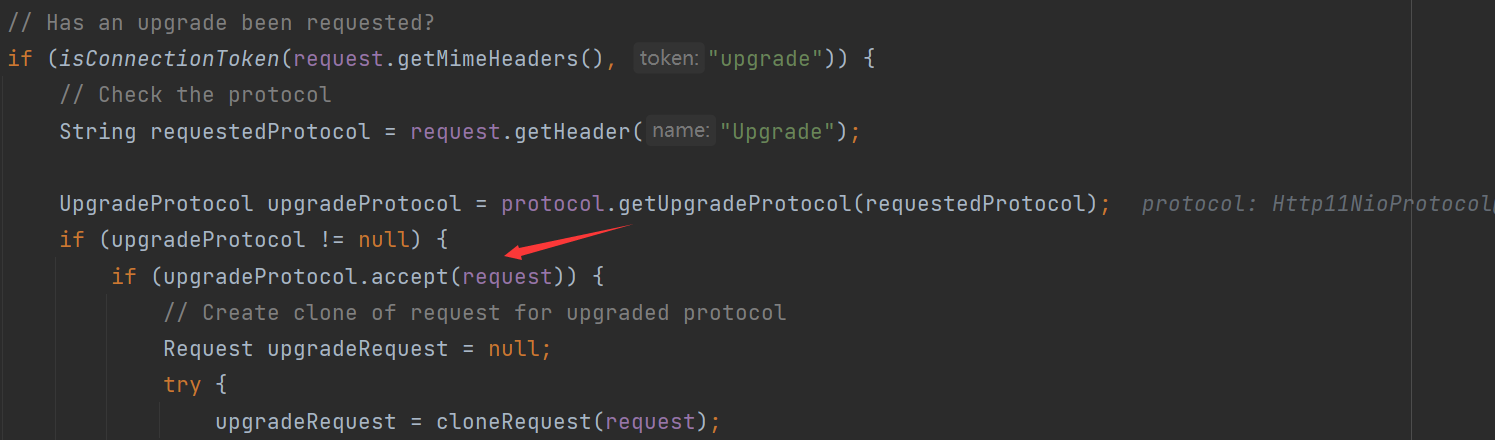 // Has an upgrade been requested?
if (isConnectionToken(request.getMimeHeaders(), token: "upgrade")) {
// Check the protocol
String requestedProtocol = request.getHeader( name: "Upgrade");
UpgradeProtocol upgradeProtocol = protocol.getUpgradeProtocol(requestedProtocol); protocol: Http11NioProtocol
if (upgradeProtocol != null) {
if (upgradeProtocol.accept(request)) {
// Create clone of request for upgraded protocol
Request upgradeRequest = null;
try {
upgradeRequest = cloneRequest(request);